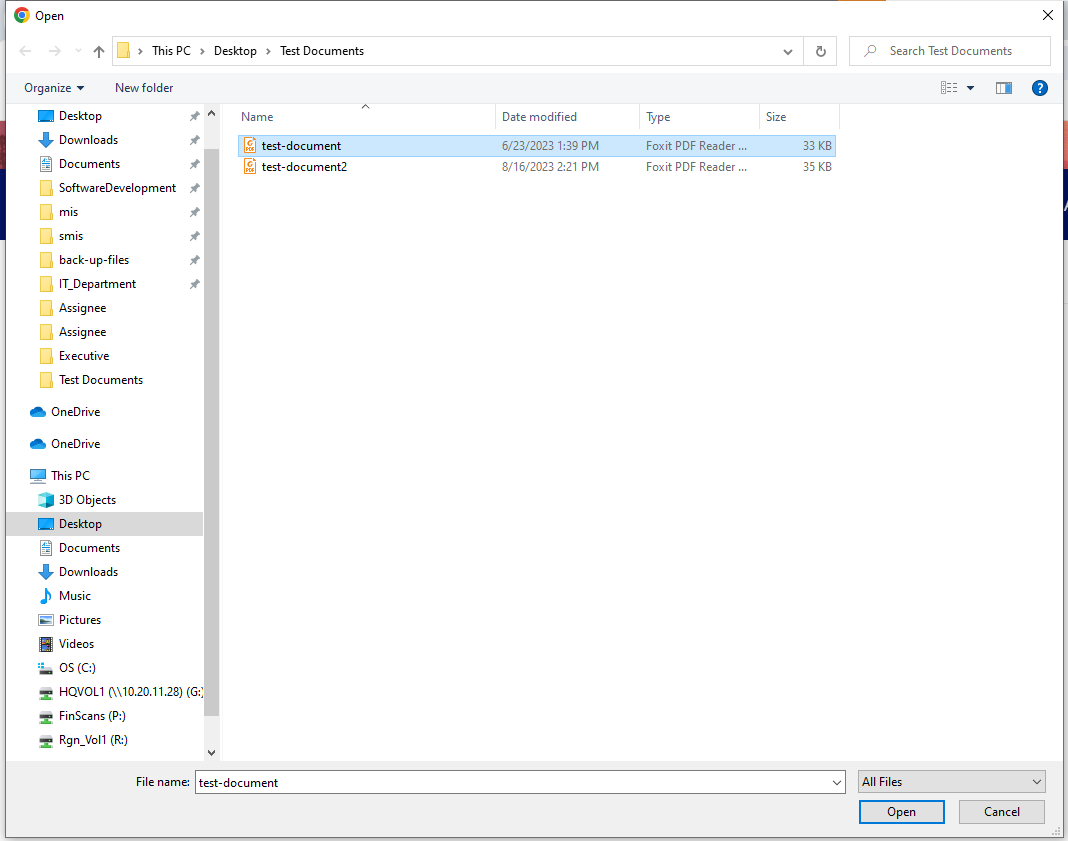 Open
This PC › Desktop › Test Documents
Search Test Documents
Organize
New folder
?
Desktop
Downloads
Documents
SoftwareDevelopment
mis
smis
back-up-files
IT_Department
Assignee
Assignee
Executive
Test Documents
OneDrive
OneDrive
This PC
3D Objects
Desktop
Documents
Downloads
Music
Pictures
Videos
OS (C:)
HQVOL1 (\\10.20.11.28) (G:)
FinScans (P:)
Rgn_Vol1 (R:)
Name Date modified Type Size
test-document 6/23/2023 1:39 PM Foxit PDF Reader ... 33 KB
test-document2 8/16/2023 2:21 PM Foxit PDF Reader ... 35 KB
File name: test-document All Files
Open Cancel